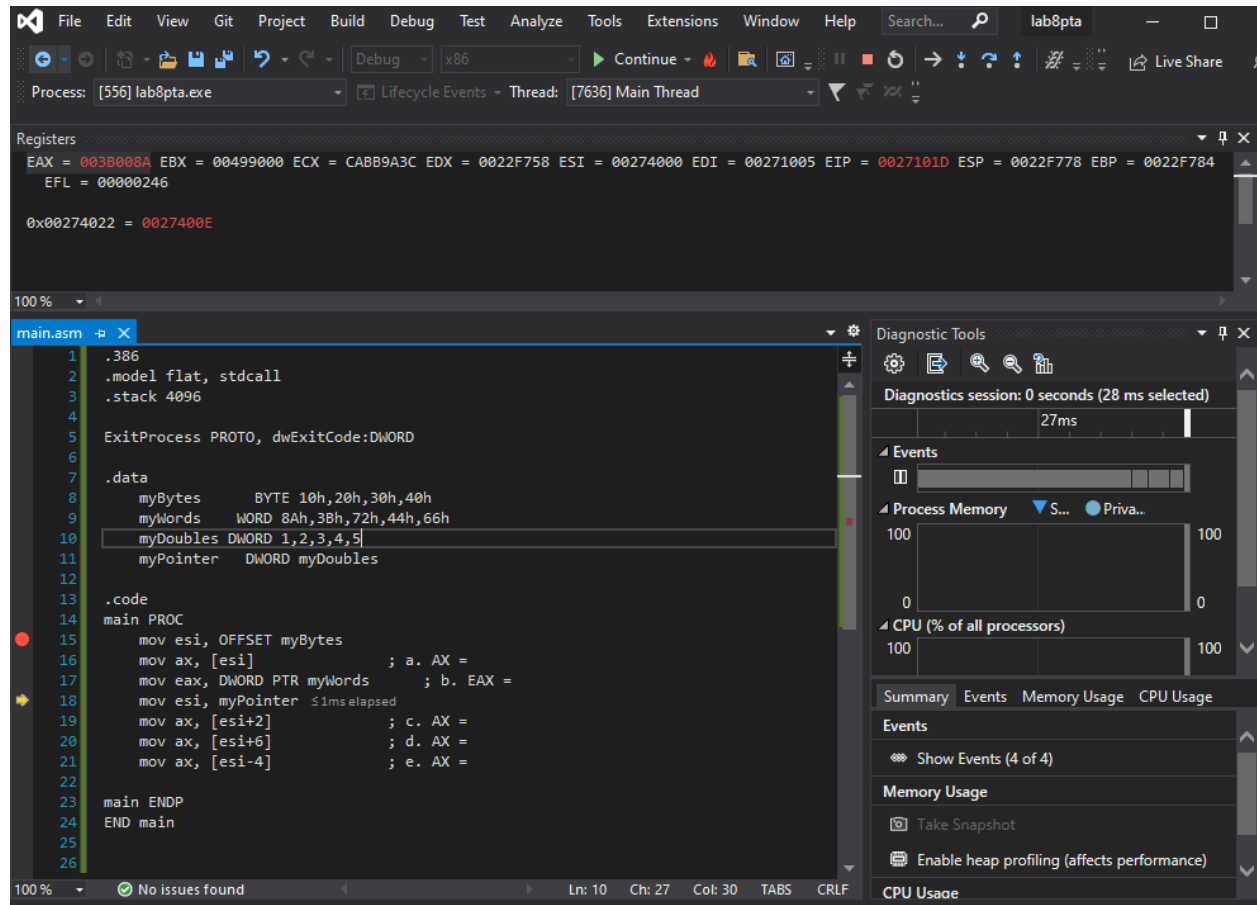 File Edit View Git Project Build Debug Test Analyze Tools Extensions Window Help Search... lab8pta
Debug x86 Continue Live Share
Process: [556] lab8pta.exe Lifecycle Events Thread: [7636] Main Thread
Registers
EAX = 003B008A EBX = 00499000 ECX = CABB9A3C EDX = 0022F758 ESI = 00274000 EDI = 00271005 EIP = 0027101D ESP = 0022F778 EBP = 0022F784
EFL = 00000246
0x00274022 = 0027400E
100 %
main.asm
1 .386
2 .model flat, stdcall
3 .stack 4096
4
5 ExitProcess PROTO, dwExitCode:DWORD
6
7 .data
8 myBytes BYTE 10h,20h,30h,40h
9 myWords WORD 8Ah,3Bh,72h,44h,66h
10 myDoubles DWORD 1,2,3,4,5
11 myPointer DWORD myDoubles
12
13 .code
14 main PROC
15 mov esi, OFFSET myBytes
16 mov ax, [esi] ; a. AX =
17 mov eax, DWORD PTR myWords ; b. EAX =
18 mov esi, myPointer ≤1ms elapsed
19 mov ax, [esi+2] ; c. AX =
20 mov ax, [esi+6] ; d. AX =
21 mov ax, [esi-4] ; e. AX =
22
23 main ENDP
24 END main
25
26
100 % No issues found Ln: 10 Ch: 27 Col: 30 TABS CRLF
Diagnostic Tools
Diagnostics session: 0 seconds (28 ms selected)
27ms
Events
Process Memory S... Priva...
100 100
0 0
CPU (% of all processors)
100 100
Summary Events Memory Usage CPU Usage
Events
Show Events (4 of 4)
Memory Usage
Take Snapshot
Enable heap profiling (affects performance)
CPU Usage